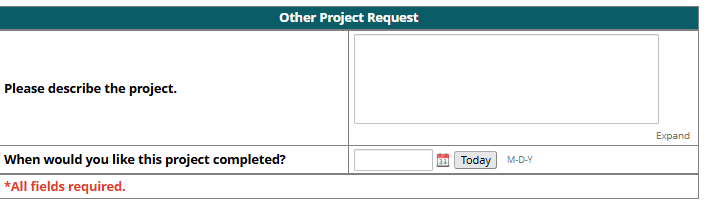 Other Project Request
Please describe the project.
Expand
When would you like this project completed?
31 Today M-D-Y
*All fields required.